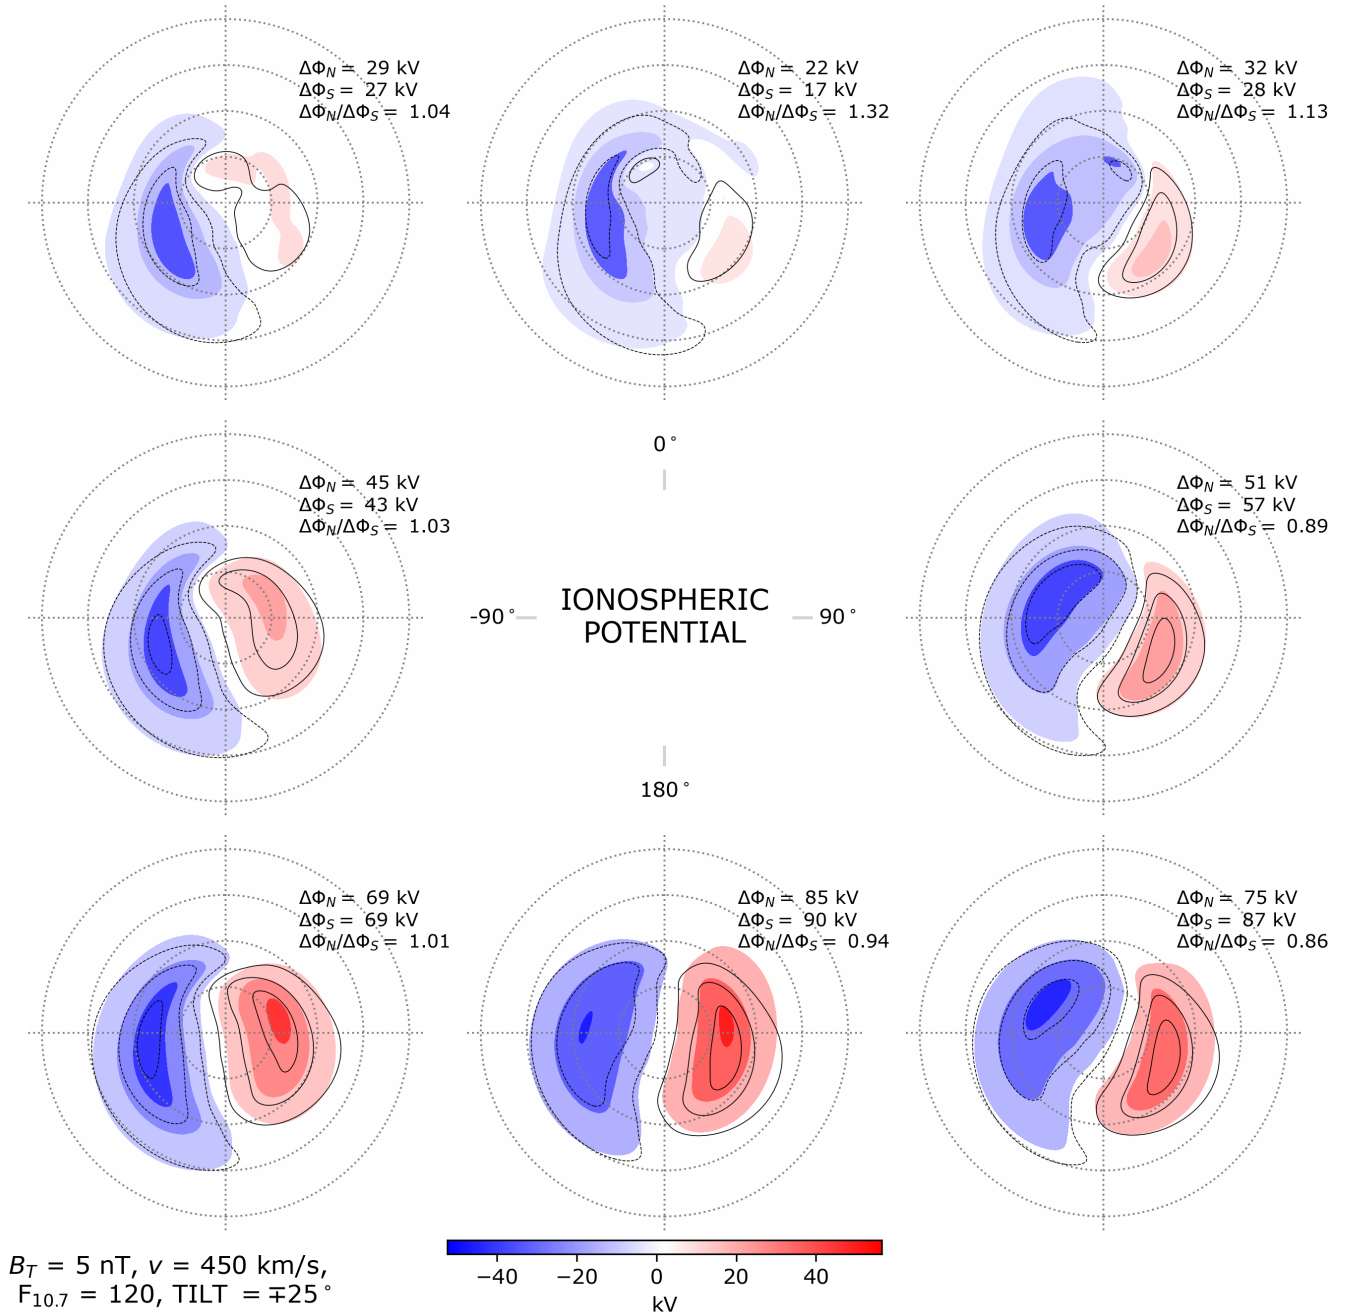 ΔΦN = 29 kV
ΔΦS = 27 kV
ΔΦN/ΔΦS = 1.04
ΔΦN = 22 kV
ΔΦS = 17 kV
ΔΦN/ΔΦS = 1.32
ΔΦN = 32 kV
ΔΦS = 28 kV
ΔΦN/ΔΦS = 1.13
0°
ΔΦN = 45 kV
ΔΦS = 43 kV
ΔΦN/ΔΦS = 1.03
-90°
IONOSPHERIC
POTENTIAL
90°
ΔΦN = 51 kV
ΔΦS = 57 kV
ΔΦN/ΔΦS = 0.89
180°
ΔΦN = 69 kV
ΔΦS = 69 kV
ΔΦN/ΔΦS = 1.01
ΔΦN = 85 kV
ΔΦS = 90 kV
ΔΦN/ΔΦS = 0.94
ΔΦN = 75 kV
ΔΦS = 87 kV
ΔΦN/ΔΦS = 0.86
BT = 5 nT, v = 450 km/s,
F10.7 = 120, TILT = ∓25°
−40 −20 0 20 40
kV